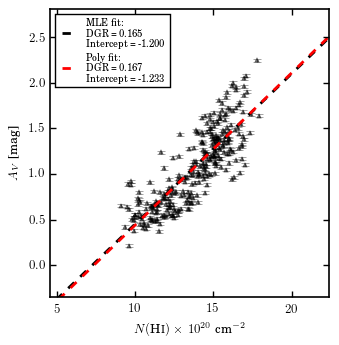 MLE fit:
DGR = 0.165
Intercept = -1.200
Poly fit:
DGR = 0.167
Intercept = -1.233
2.5
2.0
1.5
1.0
0.5
0.0
A_V [mag]
5
10
15
20
N(HI) × 10^20 cm^−2